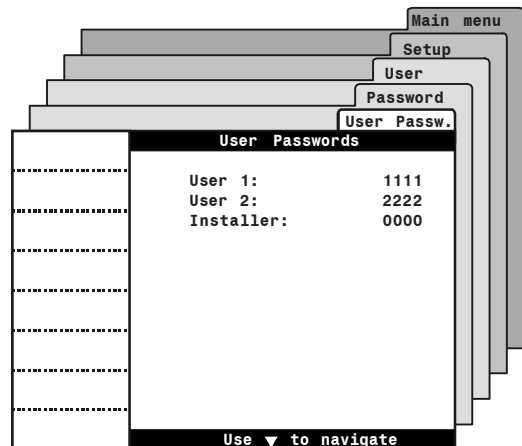 Main menu
Setup
User
Password
User Passw.
User Passwords
User 1: 1111
User 2: 2222
Installer: 0000
Use ▼ to navigate